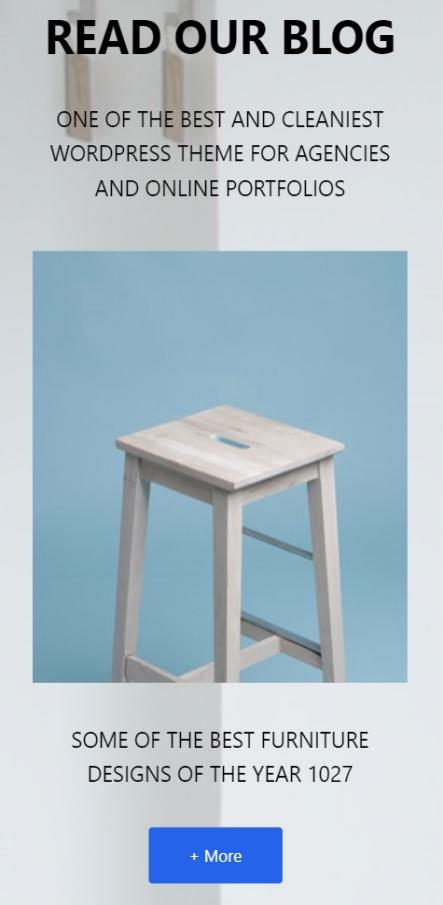 READ OUR BLOG
ONE OF THE BEST AND CLEANIEST
WORDPRESS THEME FOR AGENCIES
AND ONLINE PORTFOLIOS
SOME OF THE BEST FURNITURE
DESIGNS OF THE YEAR 1027
+ More